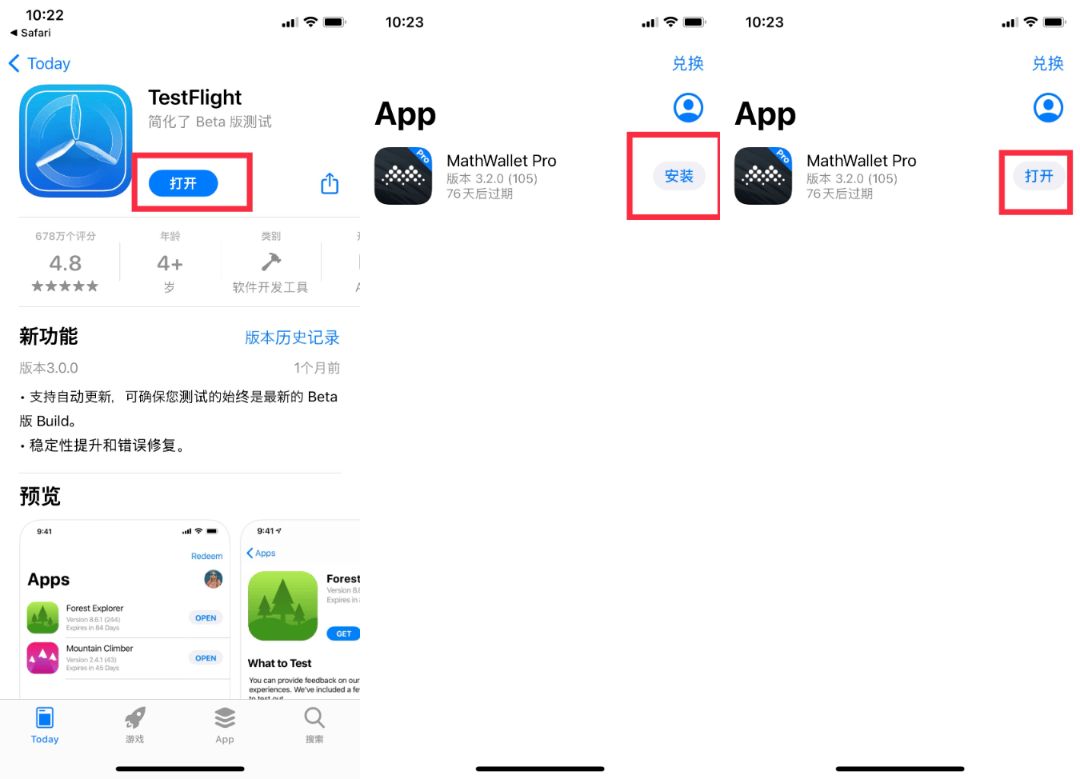 10:22
Safari
Today
TestFlight
简化了 Beta 版测试
打开
678万个评分
年龄
类别
4.8
4+
岁
软件开发工具
新功能
版本历史记录
版本3.0.0
1个月前
• 支持自动更新，可确保您测试的始终是最新的 Beta
版 Build。
• 稳定性提升和错误修复。
预览
9:41
Redeem
Apps
Forest Explorer
Version 8.6.1 (244)
Expires in 84 Days
OPEN
Mountain Climber
Version 2.4.1 (43)
Expires in 45 Days
OPEN
9:41
Apps
Forest
Version 8.6
Expires in
GET
What to Test
You can provide feedback on our
experiences. We've included a few
Today
游戏
App
搜索
10:23
兑换
App
Pro
MathWallet Pro
版本 3.2.0 (105)
76天后过期
安装
10:23
兑换
App
Pro
MathWallet Pro
版本 3.2.0 (105)
76天后过期
打开